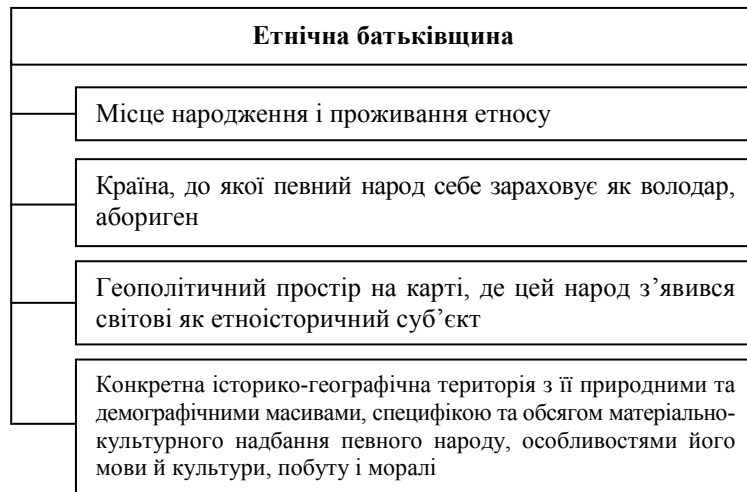 Етнічна батьківщина
Місце народження і проживання етносу
Країна, до якої певний народ себе зараховує як володар,
абориген
Геополітичний простір на карті, де цей народ з’явився
світові як етноісторичний суб’єкт
Конкретна історико-географічна територія з її природними та
демографічними масивами, специфікою та обсягом матеріально-
культурного надбання певного народу, особливостями його
мови й культури, побуту і моралі